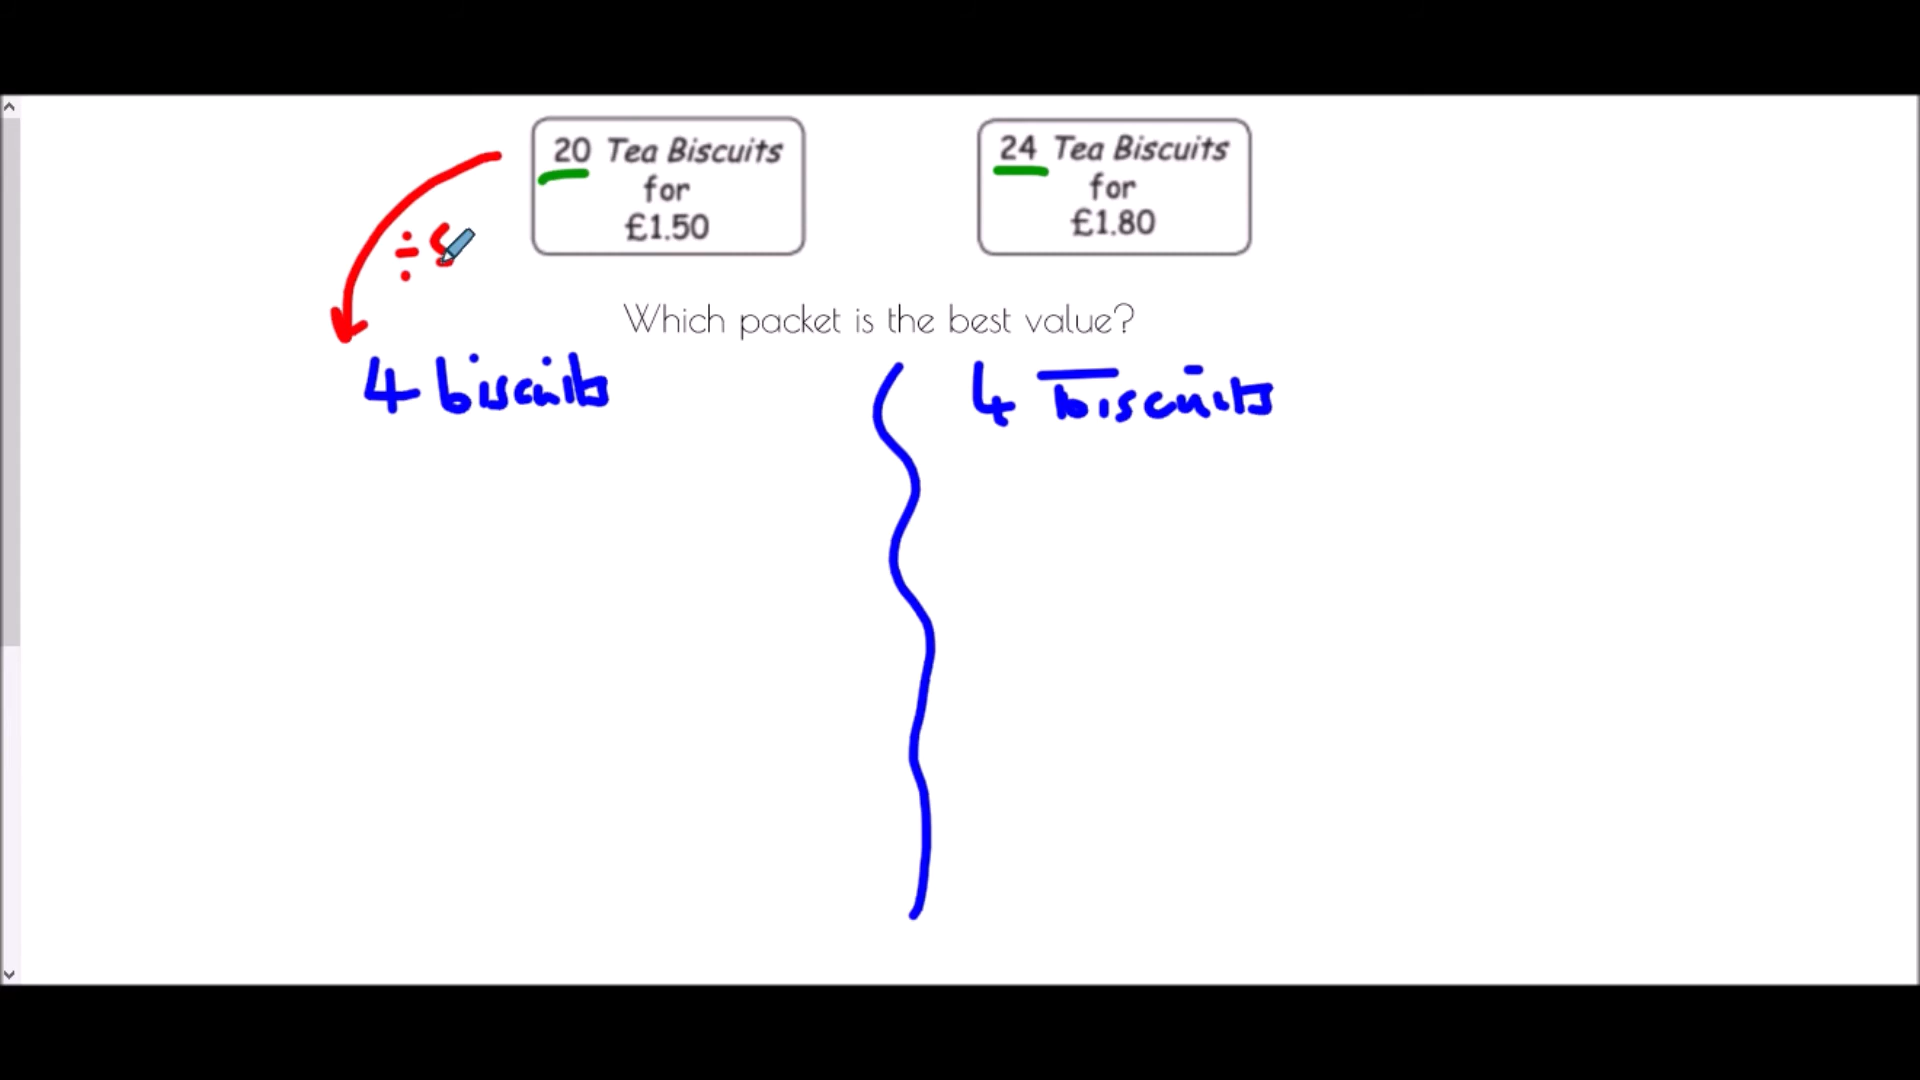 20 Tea Biscuits
for
£1.50
24 Tea Biscuits
for
£1.80
÷
Which packet is the best value?
4 biscuits
4 biscuits